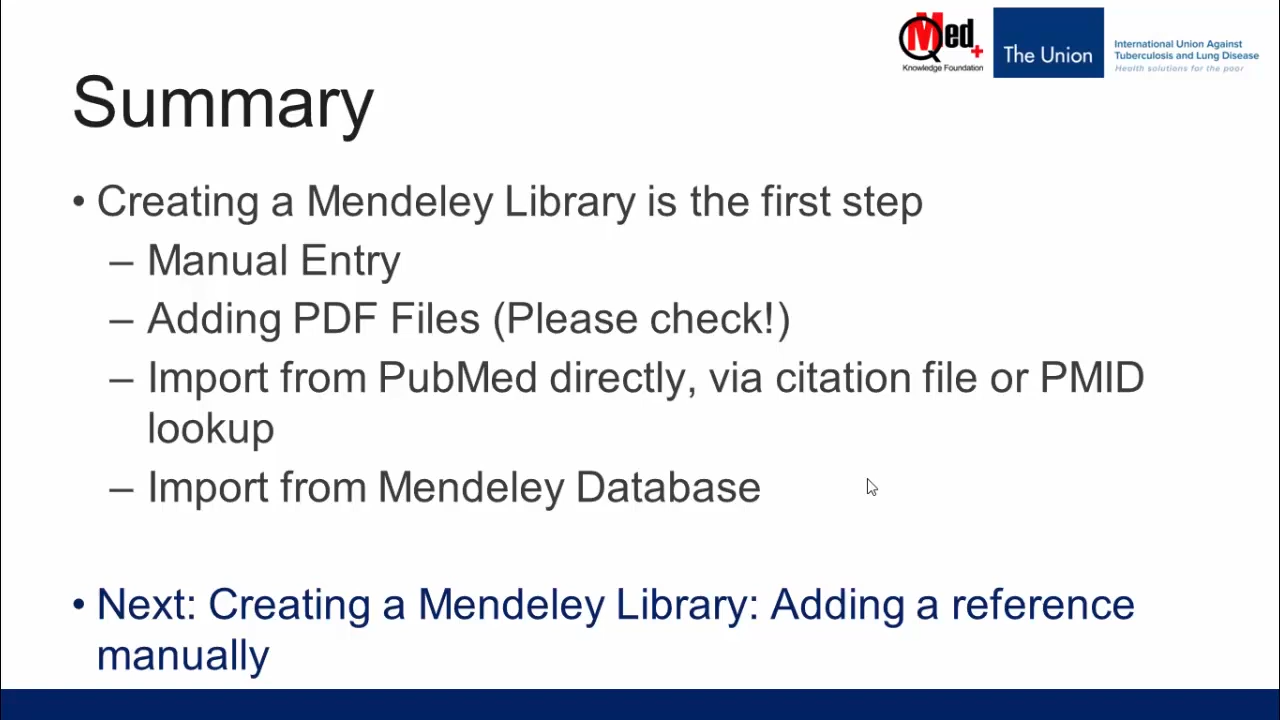 QMed+
Knowledge Foundation
The Union
International Union Against
Tuberculosis and Lung Disease
Health solutions for the poor
Summary
• Creating a Mendeley Library is the first step
– Manual Entry
– Adding PDF Files (Please check!)
– Import from PubMed directly, via citation file or PMID
lookup
– Import from Mendeley Database
• Next: Creating a Mendeley Library: Adding a reference
manually